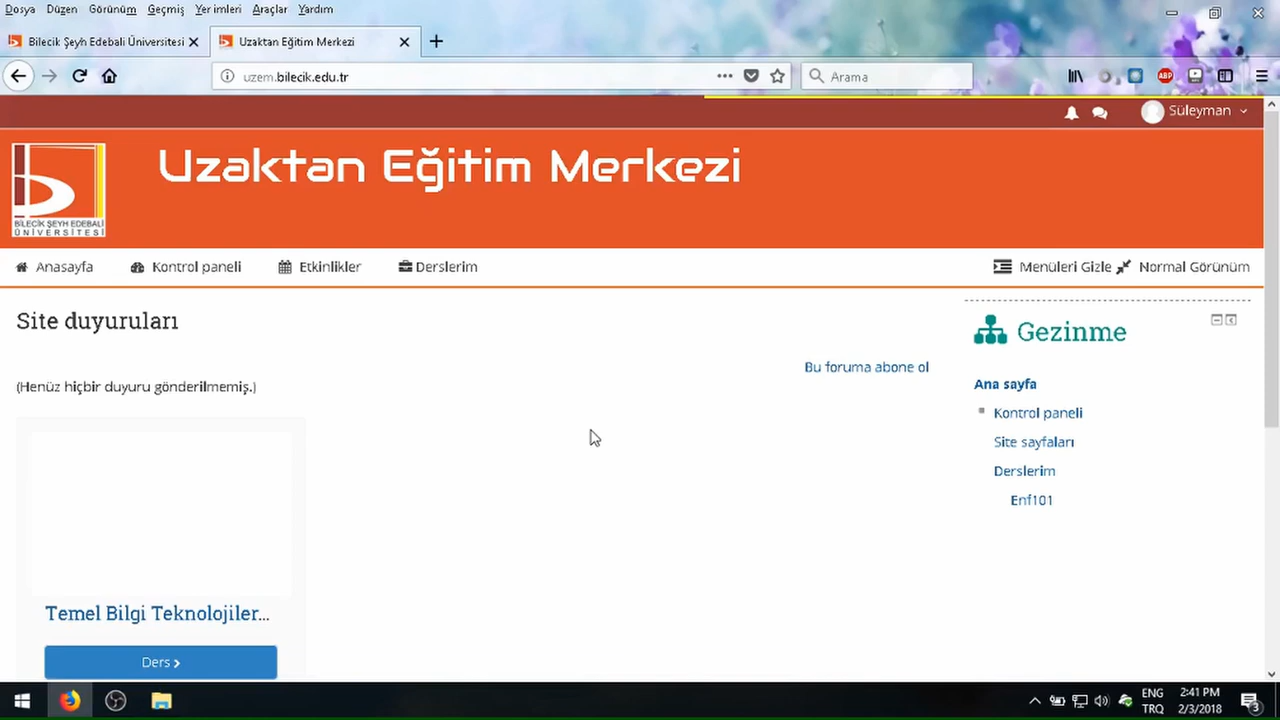 Dosya Düzen Görünüm Geçmiş Yer imleri Araçlar Yardım
Bilecik Şeyh Edebali Üniversitesi
Uzaktan Eğitim Merkezi
uzem.bilecik.edu.tr
Arama
ABP
Süleyman
BİLECİK ŞEYH EDEBALİ
ÜNİVERSİTESİ
Uzaktan Eğitim Merkezi
Anasayfa Kontrol paneli Etkinlikler Derslerim Menüleri Gizle Normal Görünüm
Site duyuruları
Bu foruma abone ol
(Henüz hiçbir duyuru gönderilmemiş.)
Temel Bilgi Teknolojiler...
Ders
Gezinme
Ana sayfa
Kontrol paneli
Site sayfaları
Derslerim
Enf101
ENG
TRQ
2:41 PM
2/3/2018
3